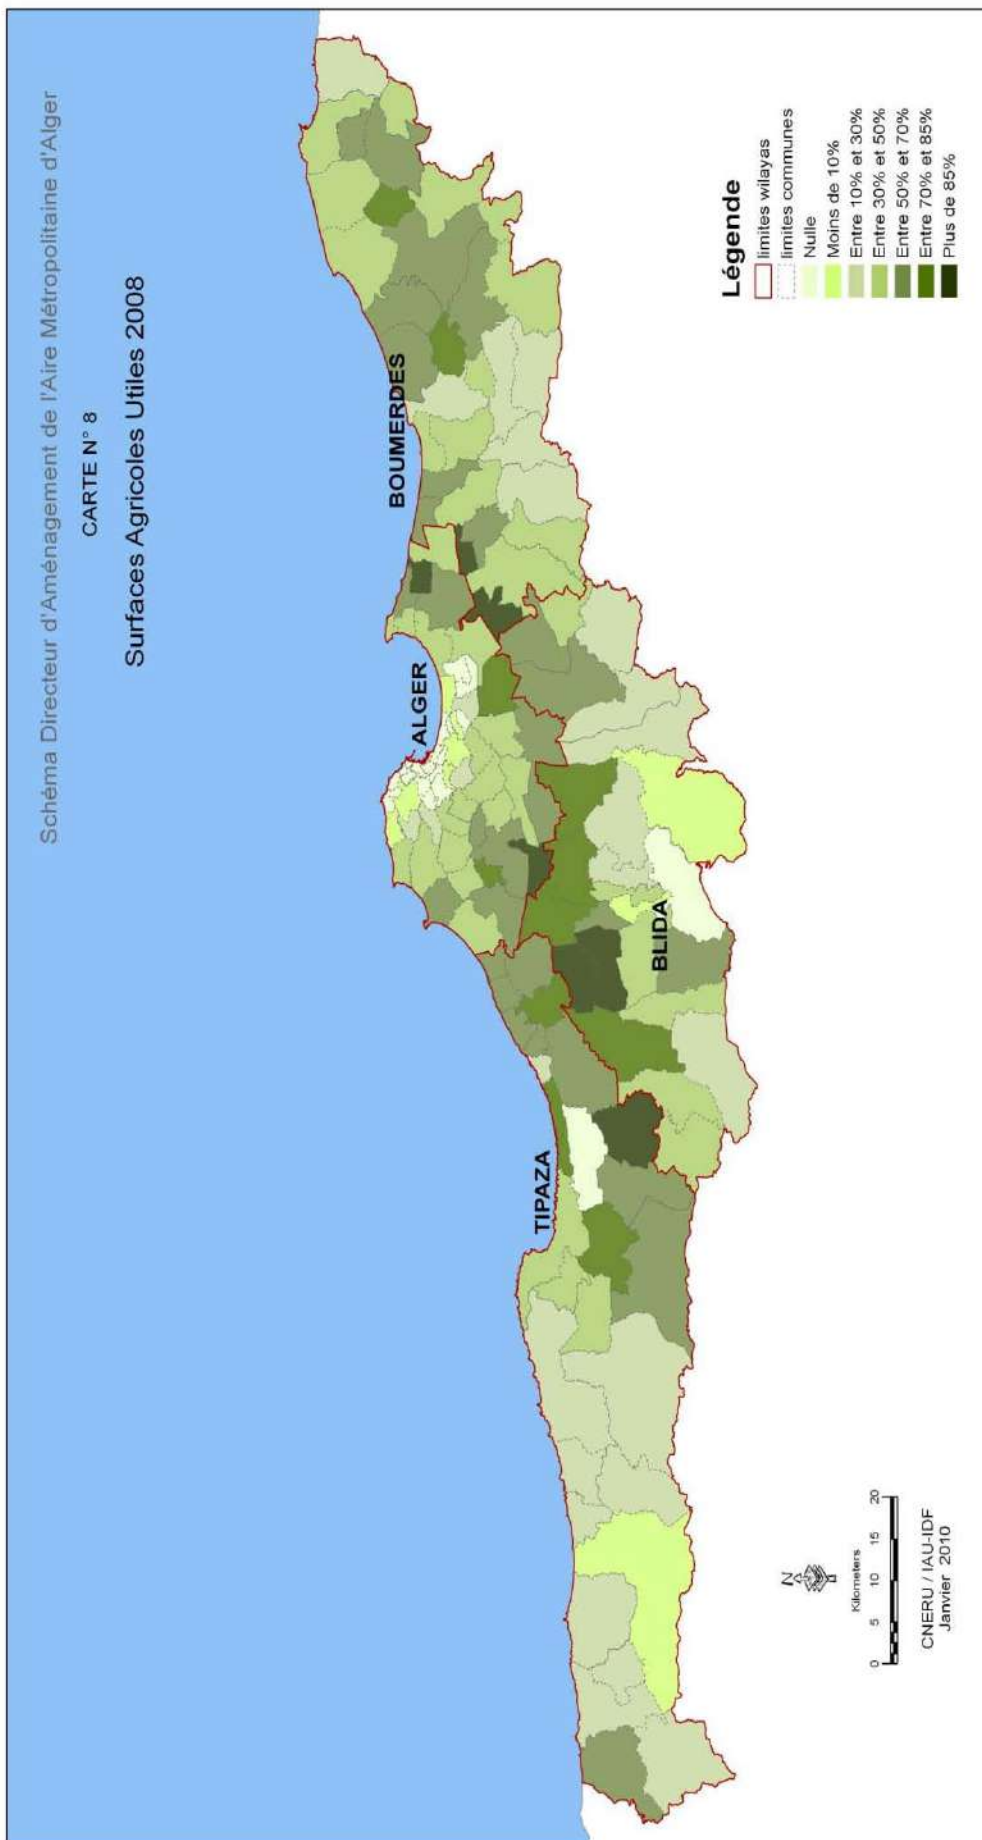 Schéma Directeur d'Aménagement de l'Aire Métropolitaine d'Alger
CARTE N° 8
Surfaces Agricoles Utiles 2008
BOUMERDES
ALGER
TIPAZA
BLIDA
Légende
limites wilayas
limites communes
Nulle
Moins de 10%
Entre 10% et 30%
Entre 30% et 50%
Entre 50% et 70%
Entre 70% et 85%
Plus de 85%
N
Kilometers
0 5 10 15 20
CNERU / IAU-IDF
Janvier 2010